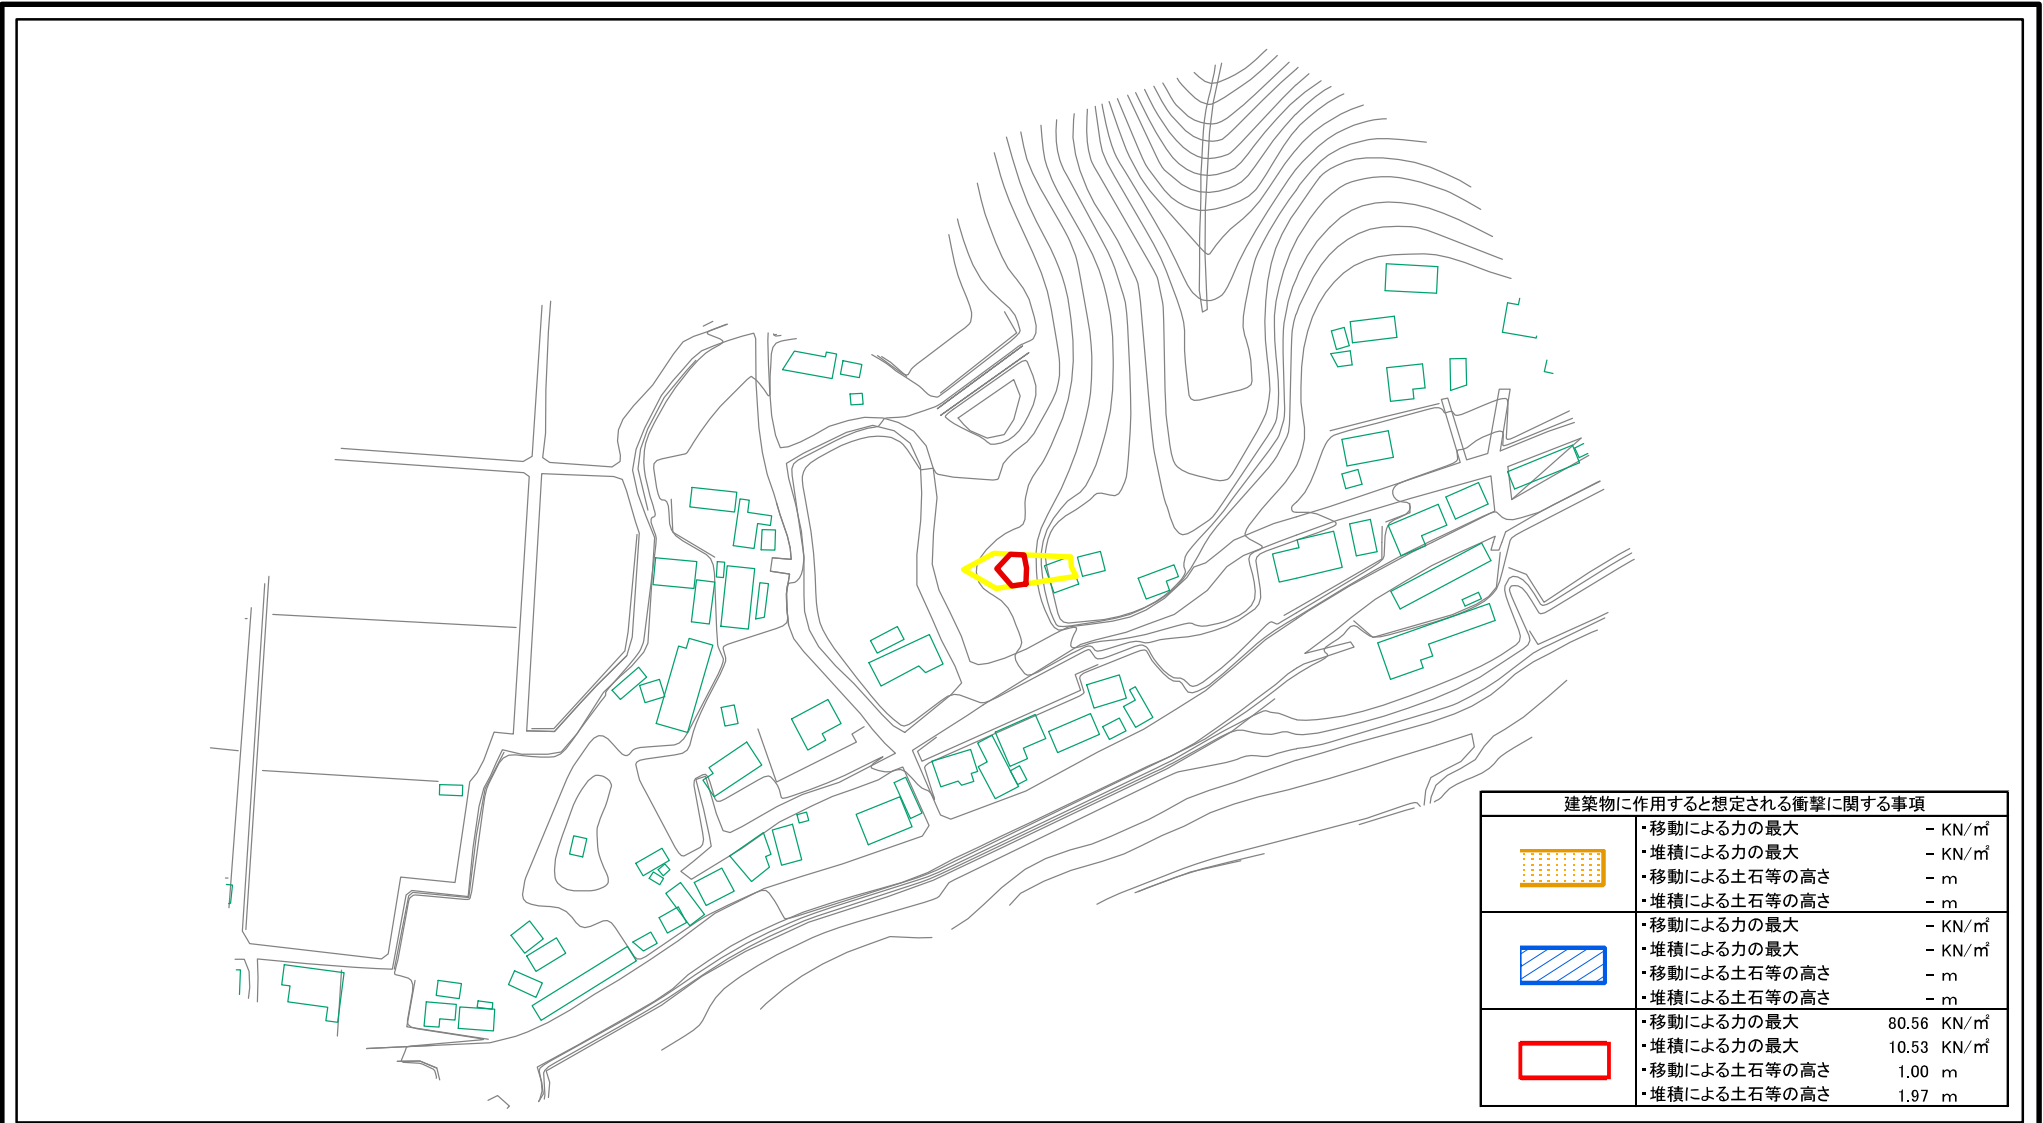 建築物に作用すると想定される衝撃に関する事項
・移動による力の最大 - KN/㎡
・堆積による力の最大 - KN/㎡
・移動による土石等の高さ - m
・堆積による土石等の高さ - m
・移動による力の最大 - KN/㎡
・堆積による力の最大 - KN/㎡
・移動による土石等の高さ - m
・堆積による土石等の高さ - m
・移動による力の最大 80.56 KN/㎡
・堆積による力の最大 10.53 KN/㎡
・移動による土石等の高さ 1.00 m
・堆積による土石等の高さ 1.97 m